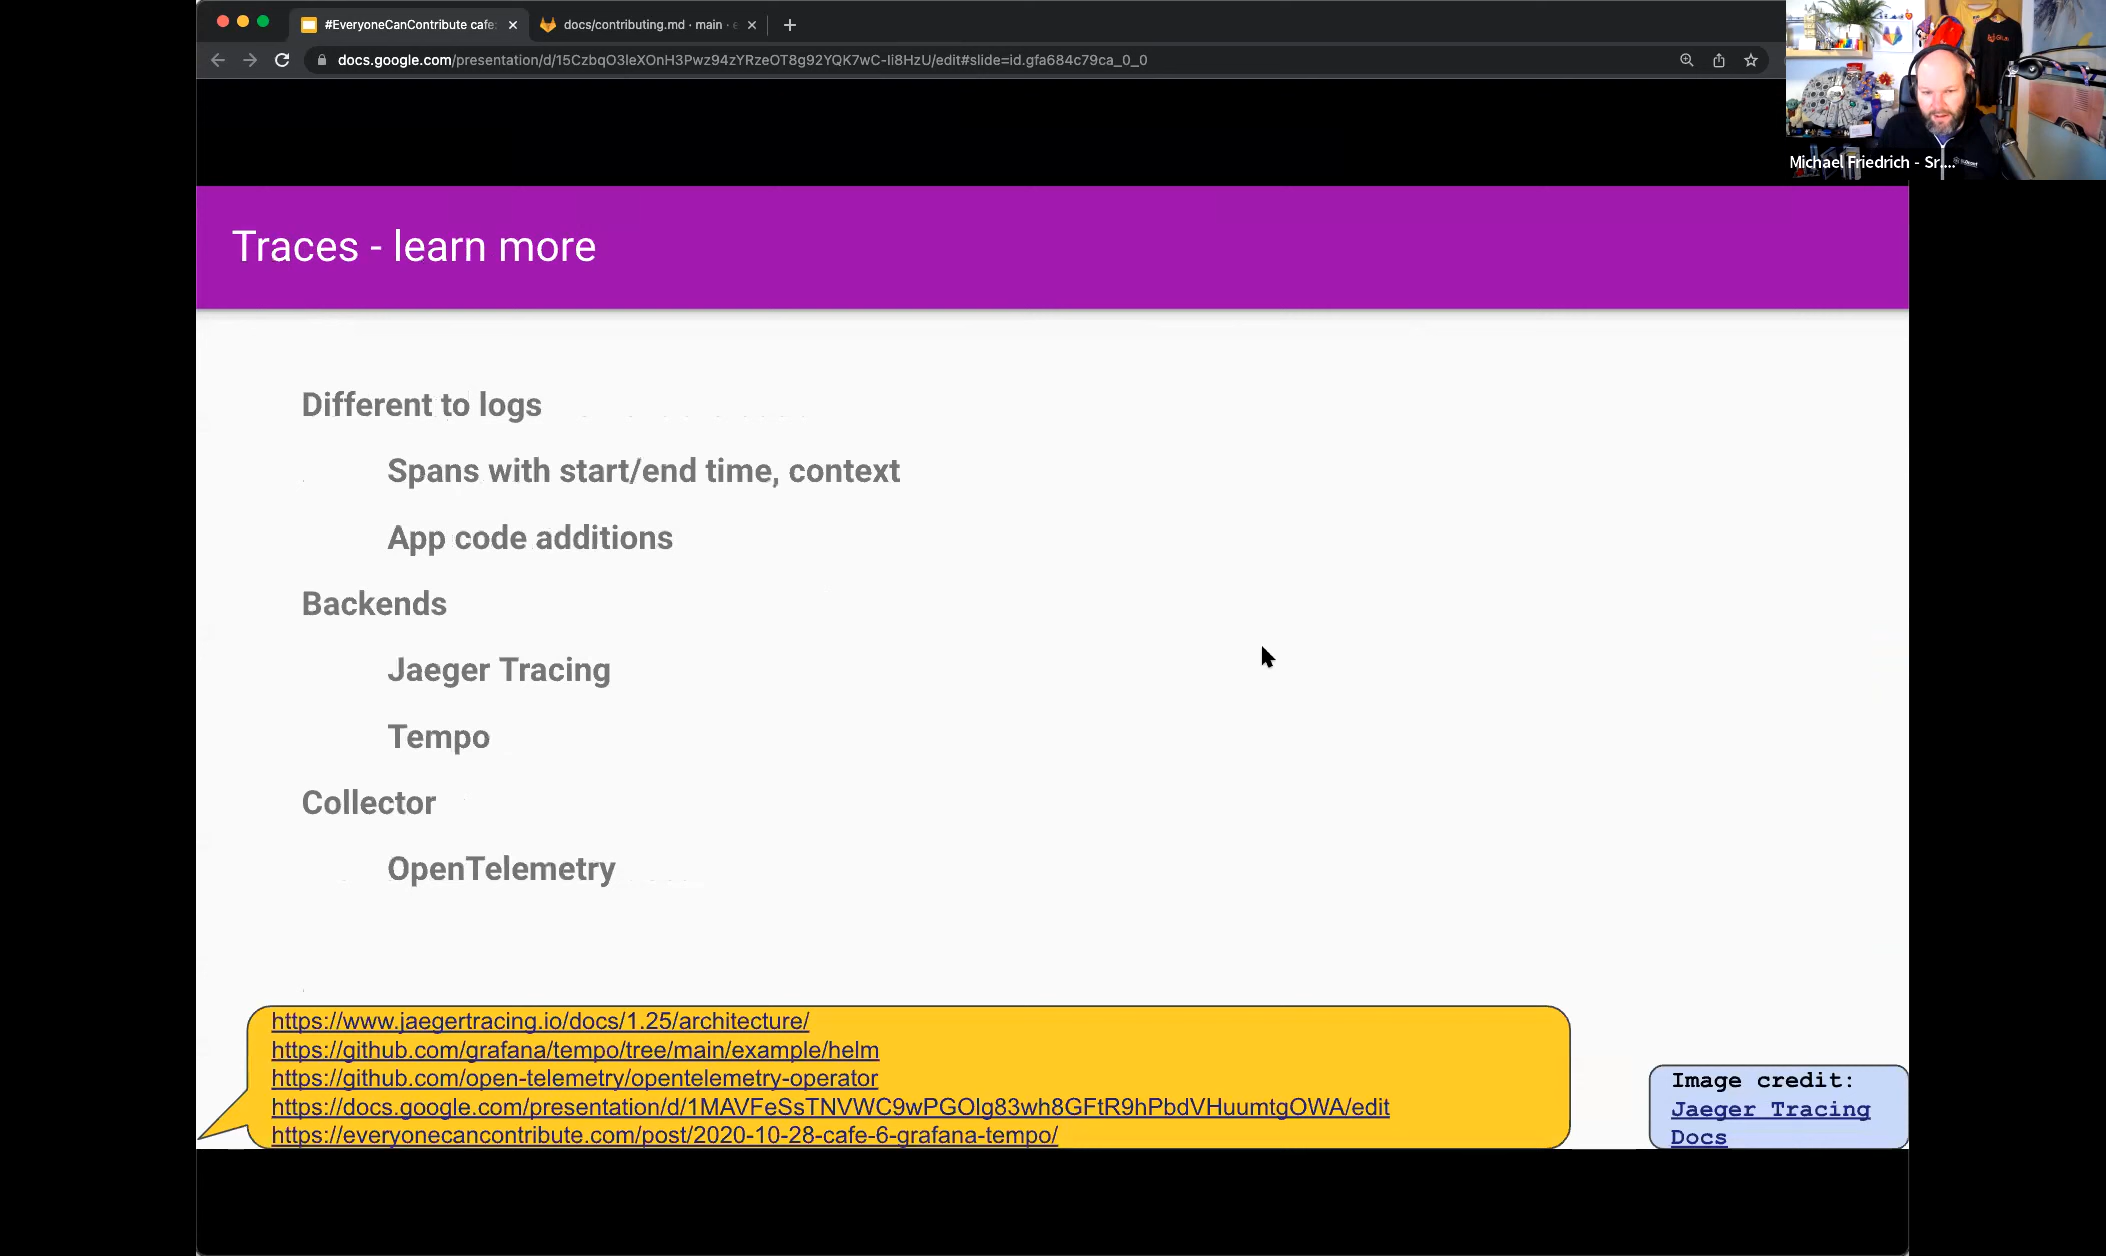 #EveryoneCanContribute cafe:
docs/contributing.md · main ·
docs.google.com/presentation/d/15CzbqO3leXOnH3Pwz94zYRzeOT8g92YQK7wC-Ii8HzU/edit#slide=id.gfa684c79ca_0_0
Michael Friedrich - Sr....
Traces - learn more
Different to logs
Spans with start/end time, context
App code additions
Backends
Jaeger Tracing
Tempo
Collector
OpenTelemetry
https://www.jaegertracing.io/docs/1.25/architecture/
https://github.com/grafana/tempo/tree/main/example/helm
https://github.com/open-telemetry/opentelemetry-operator
https://docs.google.com/presentation/d/1MAVFeSsTNVWC9wPGOlg83wh8GFtR9hPbdVHuumtgOWA/edit
https://everyonecancontribute.com/post/2020-10-28-cafe-6-grafana-tempo/
Image credit:
Jaeger Tracing
Docs